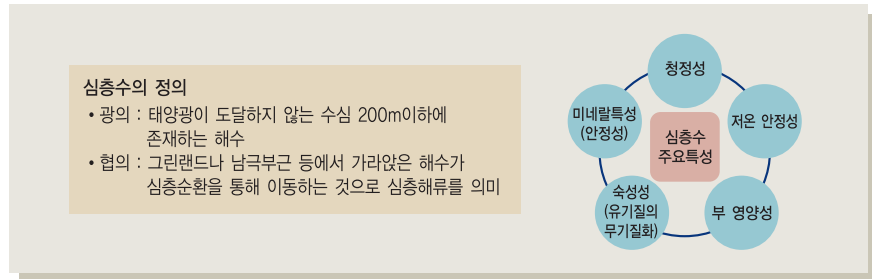 심층수의 정의
• 광의 : 태양광이 도달하지 않는 수심 200m이하에
존재하는 해수
• 협의 : 그린랜드나 남극부근 등에서 가라앉은 해수가
심층순환을 통해 이동하는 것으로 심층해류를 의미
청정성
미네랄특성
(안정성)
저온 안정성
심층수
주요특성
숙성성
(유기질의
무기질화)
부 영양성